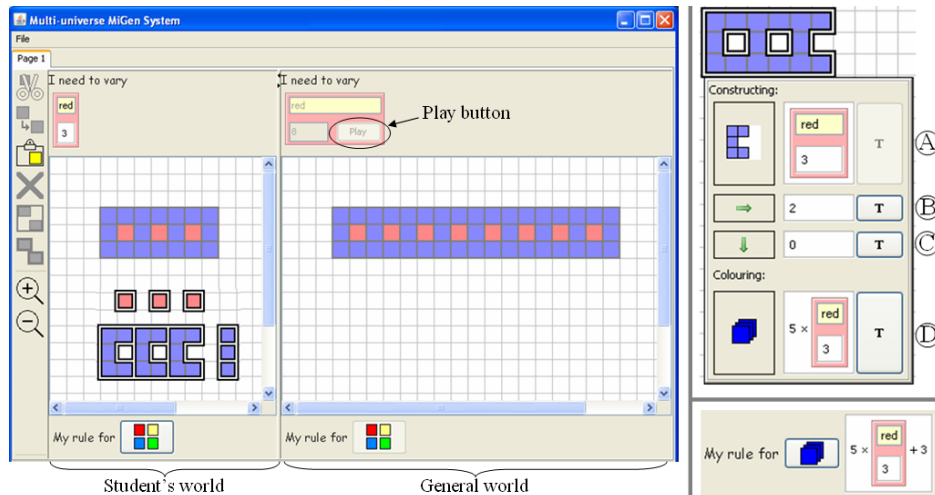 Multi-universe MiGen System
File
Page 1
I need to vary
red
3
I need to vary
red
8 Play
Play button
My rule for
My rule for
Student's world
General world
Constructing:
red
3
T
A
2 T
B
0 T
C
Colouring:
5 × red
3
T
D
My rule for 5 × red + 3
3